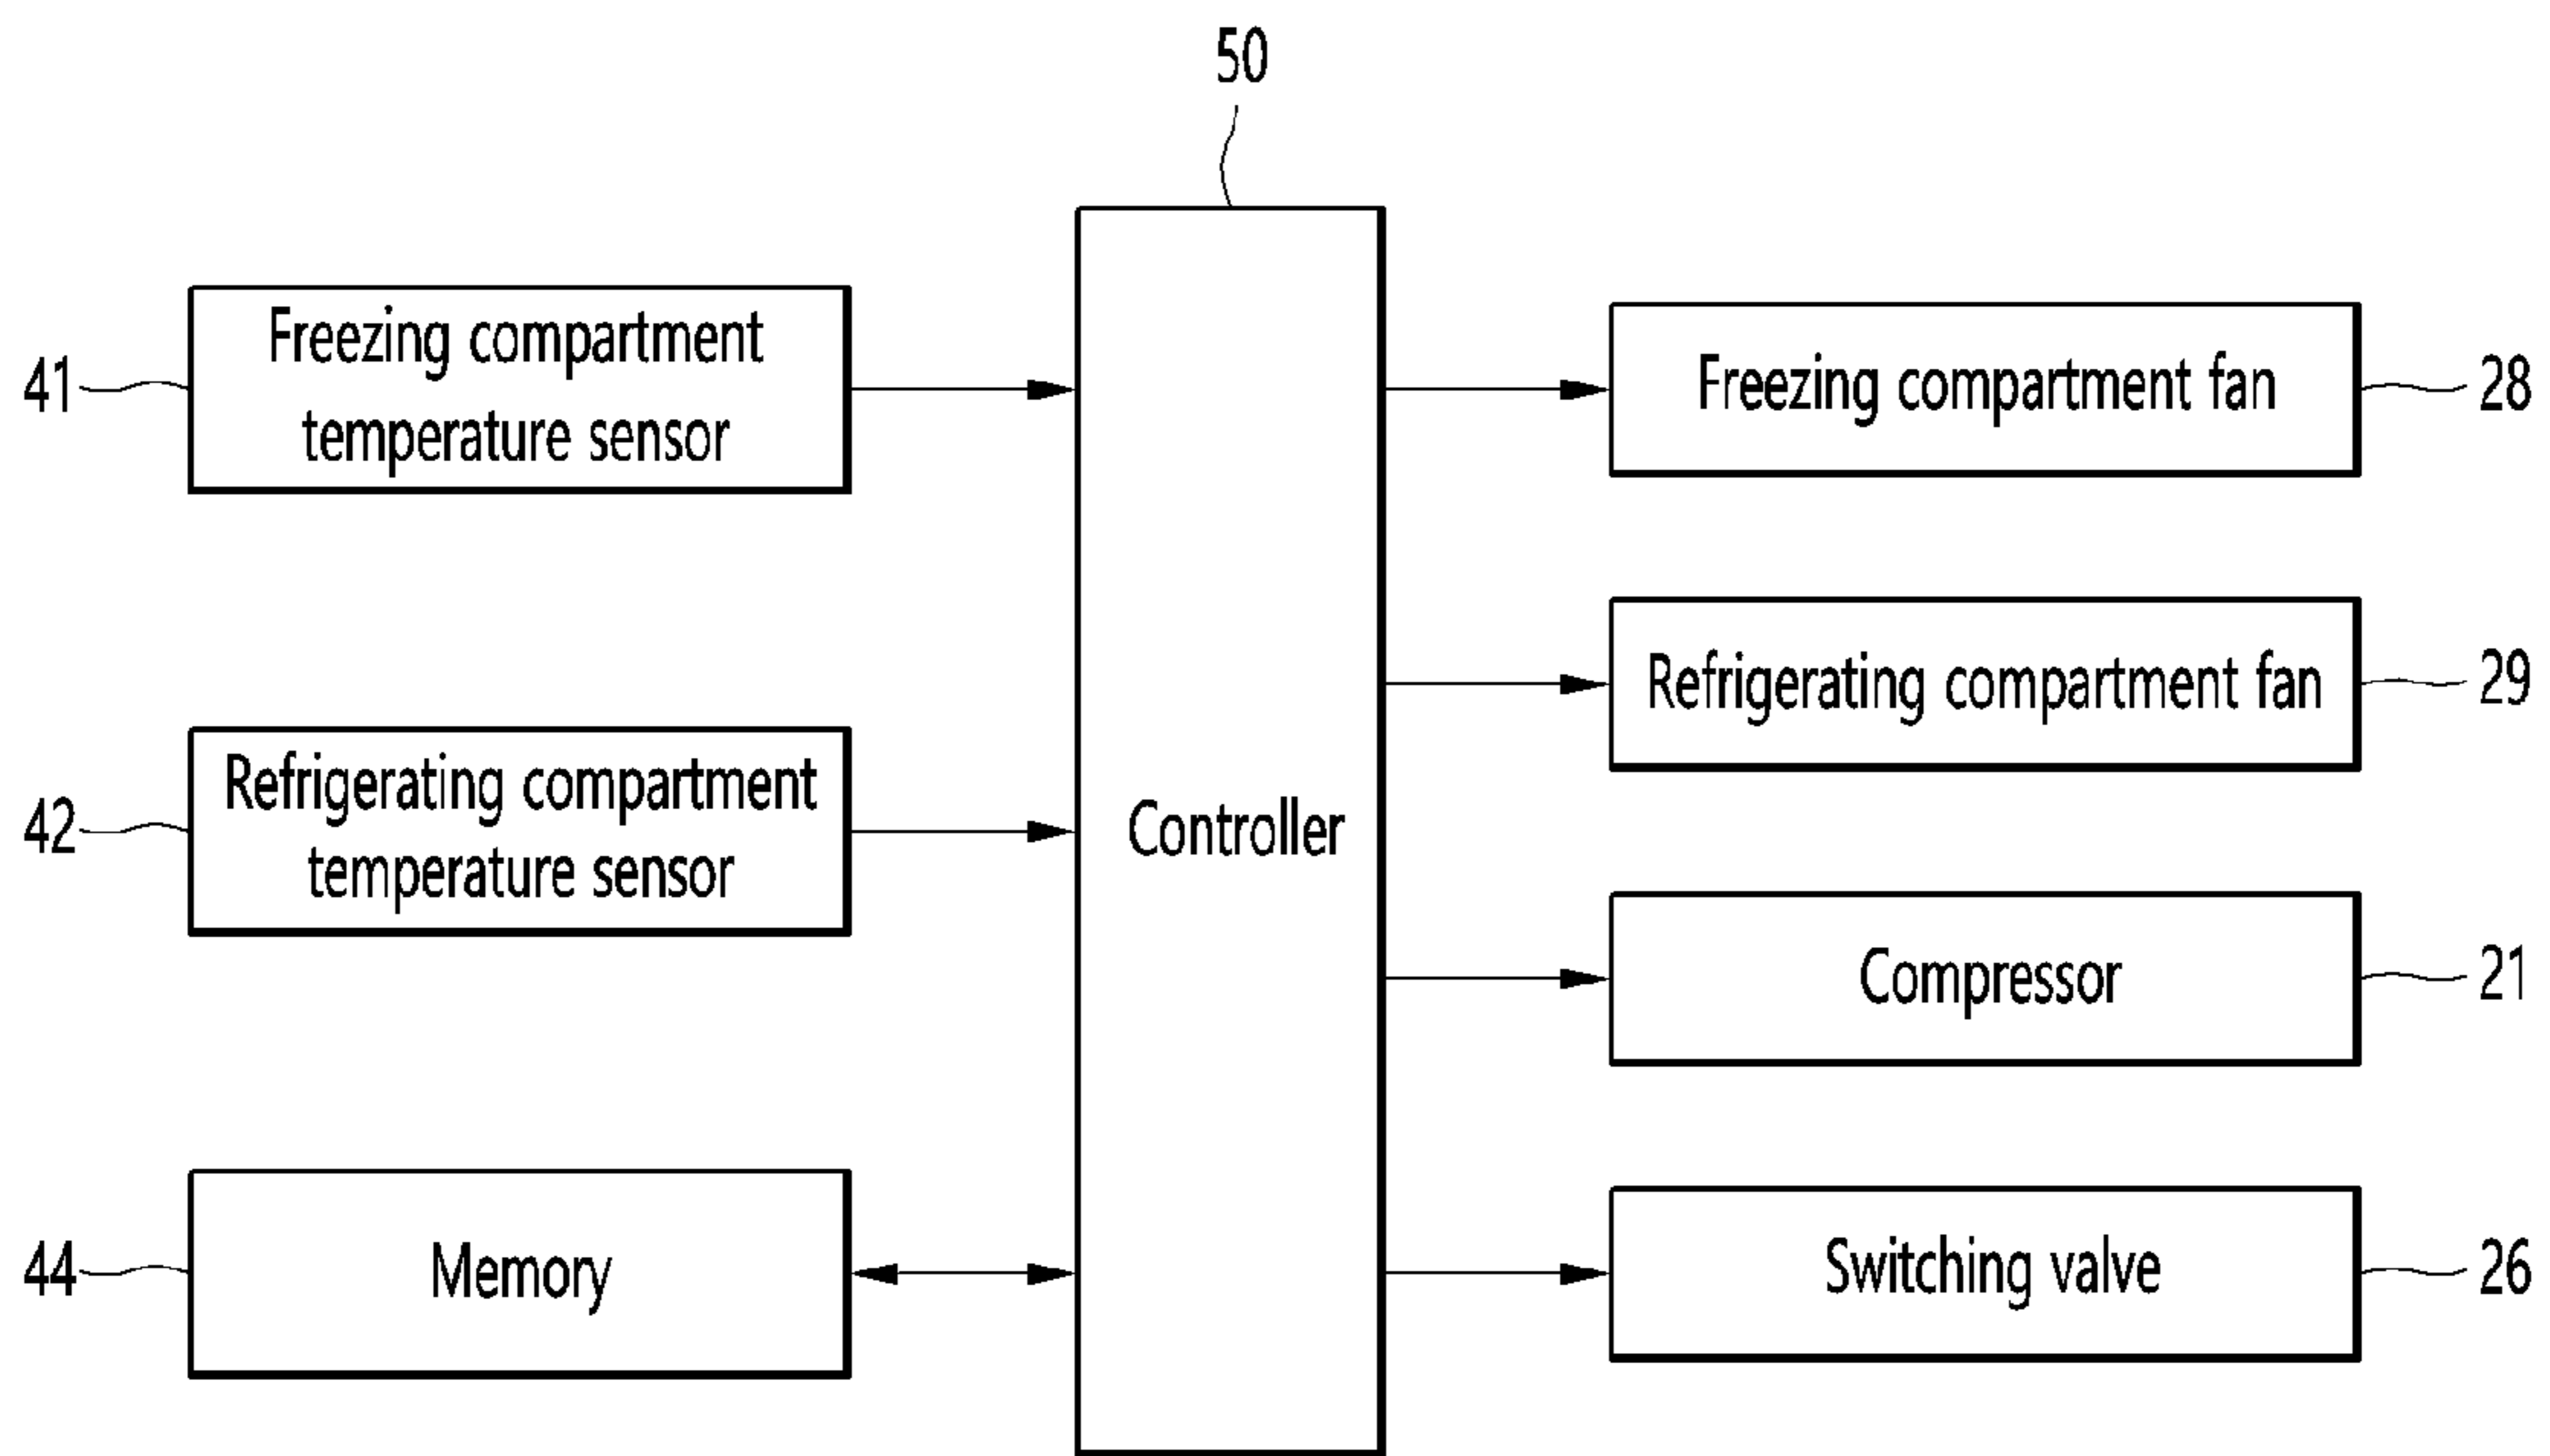 50
41
Freezing compartment
temperature sensor
42
Refrigerating compartment
temperature sensor
44
Memory
Controller
Freezing compartment fan
28
Refrigerating compartment fan
29
Compressor
21
Switching valve
26